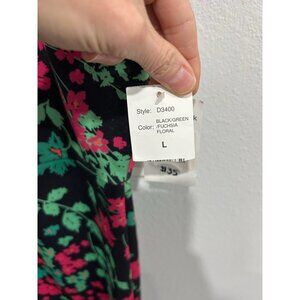 Style: D3400
BLACK/GREEN
Color: /FUCHSIA
FLORAL
L